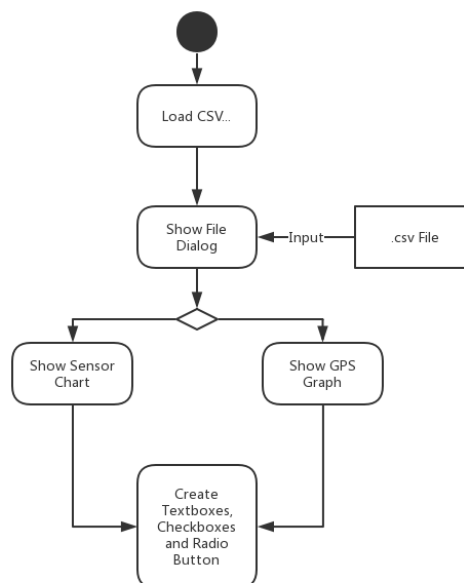 Load CSV...
Show File
Dialog
Input
.csv File
Show Sensor
Chart
Show GPS
Graph
Create
Textboxes,
Checkboxes
and Radio
Button